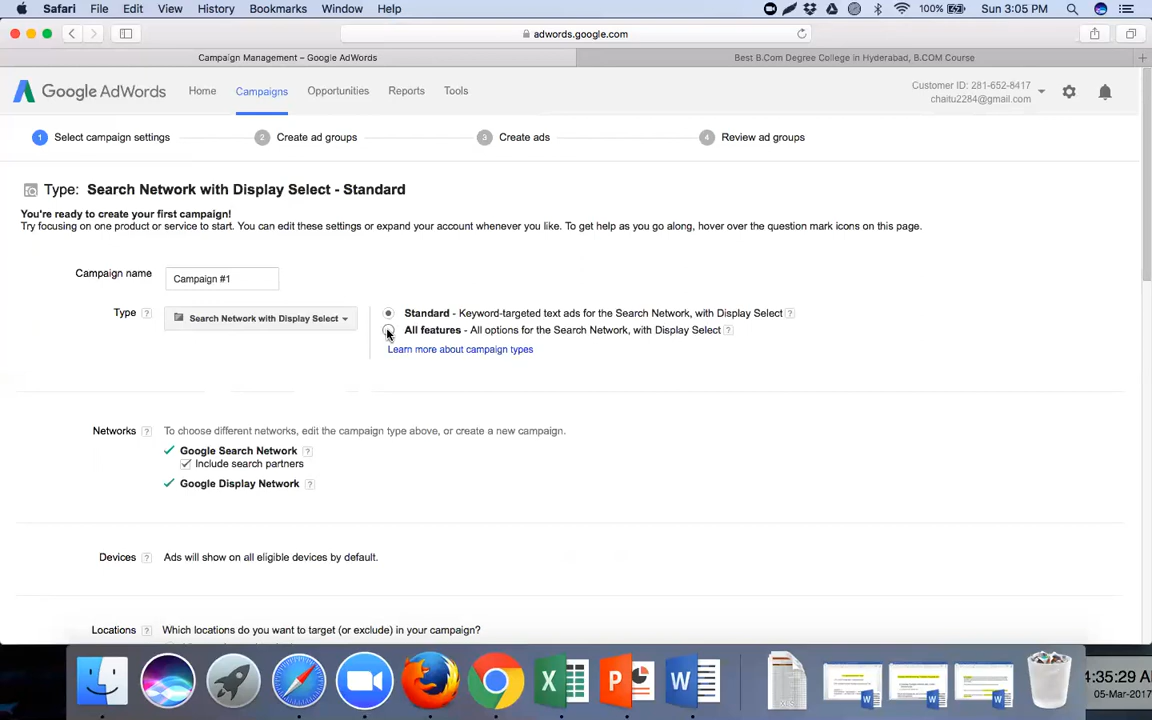 Safari File Edit View History Bookmarks Window Help 100% Sun 3:05 PM
adwords.google.com
Campaign Management – Google AdWords Best B.Com Degree College in Hyderabad, B.COM Course
Google AdWords Home Campaigns Opportunities Reports Tools
Customer ID: 281-652-8417
chaitu2284@gmail.com
1 Select campaign settings 2 Create ad groups 3 Create ads 4 Review ad groups
Type: Search Network with Display Select - Standard
You're ready to create your first campaign!
Try focusing on one product or service to start. You can edit these settings or expand your account whenever you like. To get help as you go along, hover over the question mark icons on this page.
Campaign name Campaign #1
Type ? Search Network with Display Select
Standard - Keyword-targeted text ads for the Search Network, with Display Select ?
All features - All options for the Search Network, with Display Select ?
Learn more about campaign types
Networks ? To choose different networks, edit the campaign type above, or create a new campaign.
Google Search Network ?
Include search partners
Google Display Network ?
Devices ? Ads will show on all eligible devices by default.
Locations ? Which locations do you want to target (or exclude) in your campaign?
4:35:29
05-Mar-2017